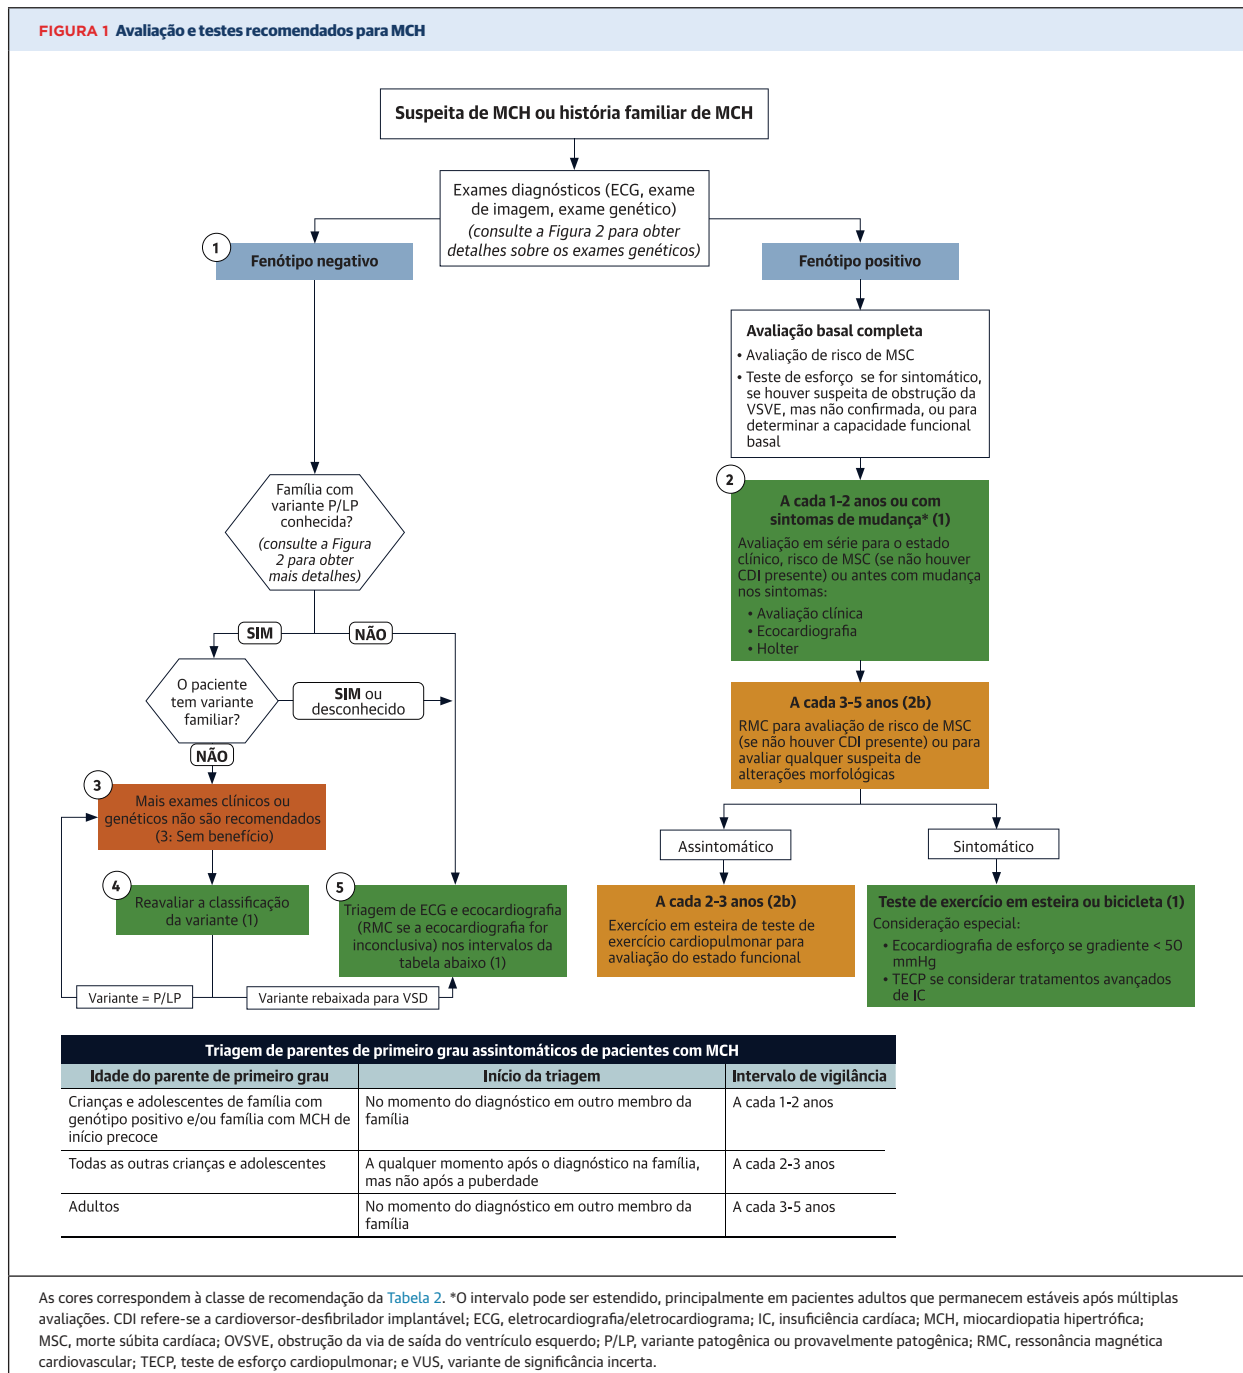 FIGURA 1 Avaliação e testes recomendados para MCH
Suspeita de MCH ou história familiar de MCH
Exames diagnósticos (ECG, exame
de imagem, exame genético)
(consulte a Figura 2 para obter
detalhes sobre os exames genéticos)
1
Fenótipo negativo
Fenótipo positivo
Avaliação basal completa
• Avaliação de risco de MSC
• Teste de esforço se for sintomático,
se houver suspeita de obstrução da
VSVE, mas não confirmada, ou para
determinar a capacidade funcional
basal
Família com
variante P/LP
conhecida?
(consulte a Figura
2 para obter
mais detalhes)
2
A cada 1-2 anos ou com
sintomas de mudança* (1)
Avaliação em série para o estado
clínico, risco de MSC (se não houver
CDI presente) ou antes com mudança
nos sintomas:
• Avaliação clínica
• Ecocardiografia
• Holter
SIM
NÃO
O paciente
tem variante
familiar?
SIM ou
desconhecido
NÃO
A cada 3-5 anos (2b)
RMC para avaliação de risco de MSC
(se não houver CDI presente) ou para
avaliar qualquer suspeita de
alterações morfológicas
3
Mais exames clínicos ou
genéticos não são recomendados
(3: Sem benefício)
Assintomático
Sintomático
4
Reavaliar a classificação
da variante (1)
5
Triagem de ECG e ecocardiografia
(RMC se a ecocardiografia for
inconclusiva) nos intervalos da
tabela abaixo (1)
A cada 2-3 anos (2b)
Exercício em esteira de teste de
exercício cardiopulmonar para
avaliação do estado funcional
Teste de exercício em esteira ou bicicleta (1)
Consideração especial:
• Ecocardiografia de esforço se gradiente < 50
mmHg
• TECP se considerar tratamentos avançados
de IC
Variante = P/LP
Variante rebaixada para VSD
Triagem de parentes de primeiro grau assintomáticos de pacientes com MCH
Idade do parente de primeiro grau
Início da triagem
Intervalo de vigilância
Crianças e adolescentes de família com
genótipo positivo e/ou família com MCH de
início precoce
No momento do diagnóstico em outro membro da
família
A cada 1-2 anos
Todas as outras crianças e adolescentes
A qualquer momento após o diagnóstico na família,
mas não após a puberdade
A cada 2-3 anos
Adultos
No momento do diagnóstico em outro membro da
família
A cada 3-5 anos
As cores correspondem à classe de recomendação da Tabela 2. *O intervalo pode ser estendido, principalmente em pacientes adultos que permanecem estáveis após múltiplas
avaliações. CDI refere-se a cardioversor-desfibrilador implantável; ECG, eletrocardiografia/eletrocardiograma; IC, insuficiência cardíaca; MCH, miocardiopatia hipertrófica;
MSC, morte súbita cardíaca; OVSVE, obstrução da via de saída do ventrículo esquerdo; P/LP, variante patogênica ou provavelmente patogênica; RMC, ressonância magnética
cardiovascular; TECP, teste de esforço cardiopulmonar; e VUS, variante de significância incerta.